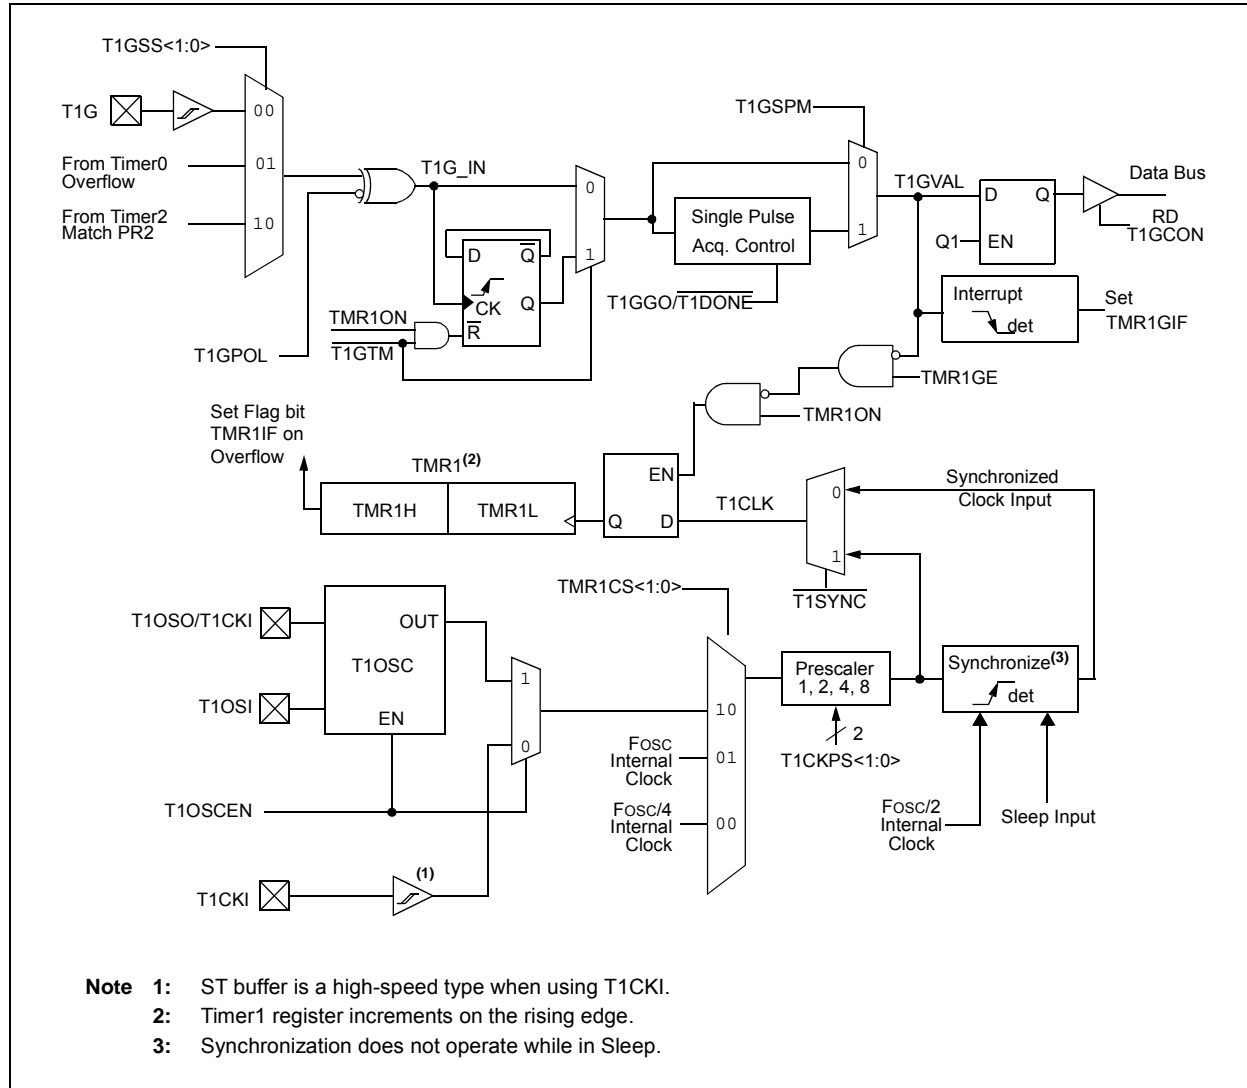 T1GSS<1:0>
T1G
00
From Timer0
Overflow
01
From Timer2
Match PR2
10
T1GPOL
T1G_IN
D
Q
CK
Q
R
TMR1ON
T1GTM
0
1
Single Pulse
Acq. Control
T1GGO/T1DONE
T1GSPM
0
1
T1GVAL
D
Q
Q1
EN
Data Bus
RD
T1GCON
Interrupt
det
Set
TMR1GIF
TMR1GE
TMR1ON
Set Flag bit
TMR1IF on
Overflow
TMR1(2)
TMR1H
TMR1L
EN
Q
D
T1CLK
0
1
T1SYNC
Synchronized
Clock Input
T1OSO/T1CKI
OUT
T1OSC
T1OSI
EN
1
0
T1OSCEN
T1CKI
(1)
TMR1CS<1:0>
10
FOSC
Internal
Clock
01
FOSC/4
Internal
Clock
00
Prescaler
1, 2, 4, 8
2
T1CKPS<1:0>
Synchronize(3)
det
FOSC/2
Internal
Clock
Sleep Input
Note 1: ST buffer is a high-speed type when using T1CKI.
2: Timer1 register increments on the rising edge.
3: Synchronization does not operate while in Sleep.